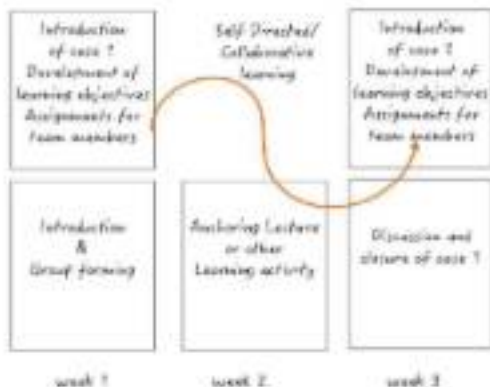 Introduction
of case 1
Development of
learning objectives
Assignments for
team members
Self Directed/
Collaborative
learning
Introduction
of case 2
Development of
learning objectives
Assignments for
team members
Introduction
&
Group forming
Anchoring Lecture
or other
Learning activity
Discussion and
closure of case 1
week 1
week 2
week 3